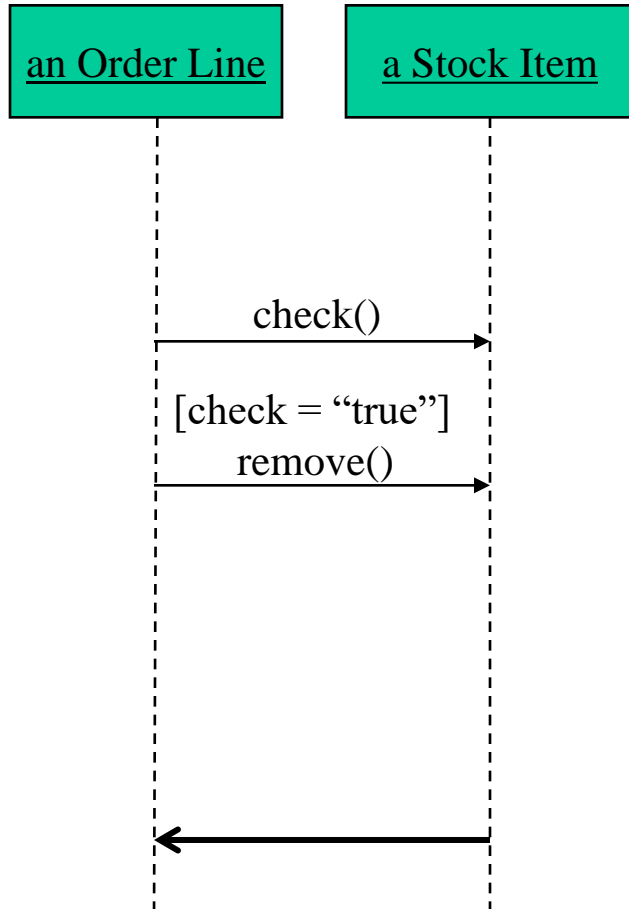 an Order Line
a Stock Item
check()
[check = “true”]
remove()